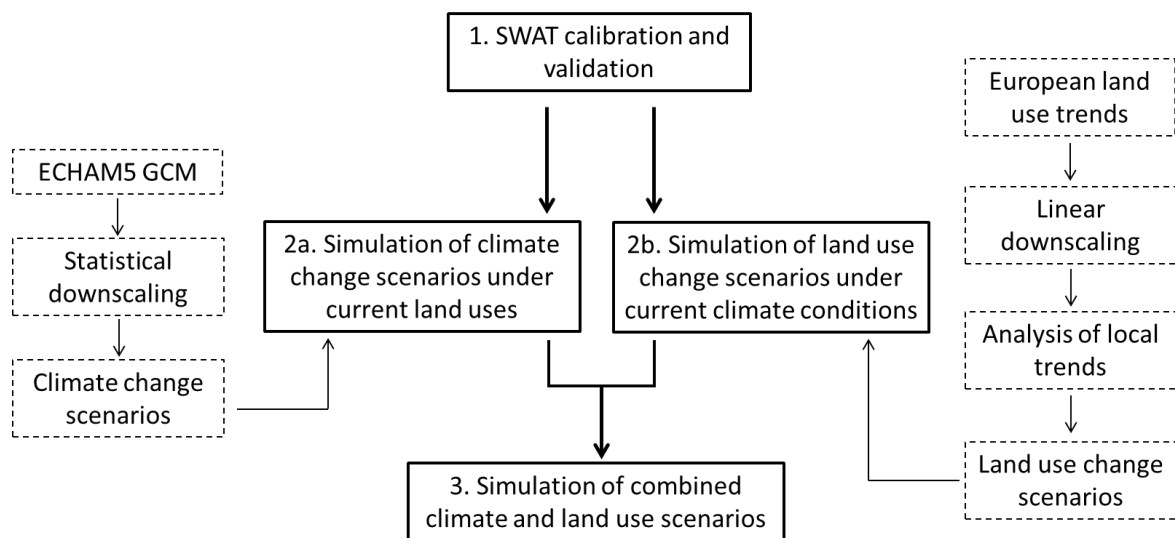 1. SWAT calibration and
validation
European land
use trends
ECHAM5 GCM
Statistical
downscaling
Climate change
scenarios
2a. Simulation of climate
change scenarios under
current land uses
2b. Simulation of land use
change scenarios under
current climate conditions
Linear
downscaling
Analysis of local
trends
Land use change
scenarios
3. Simulation of combined
climate and land use scenarios